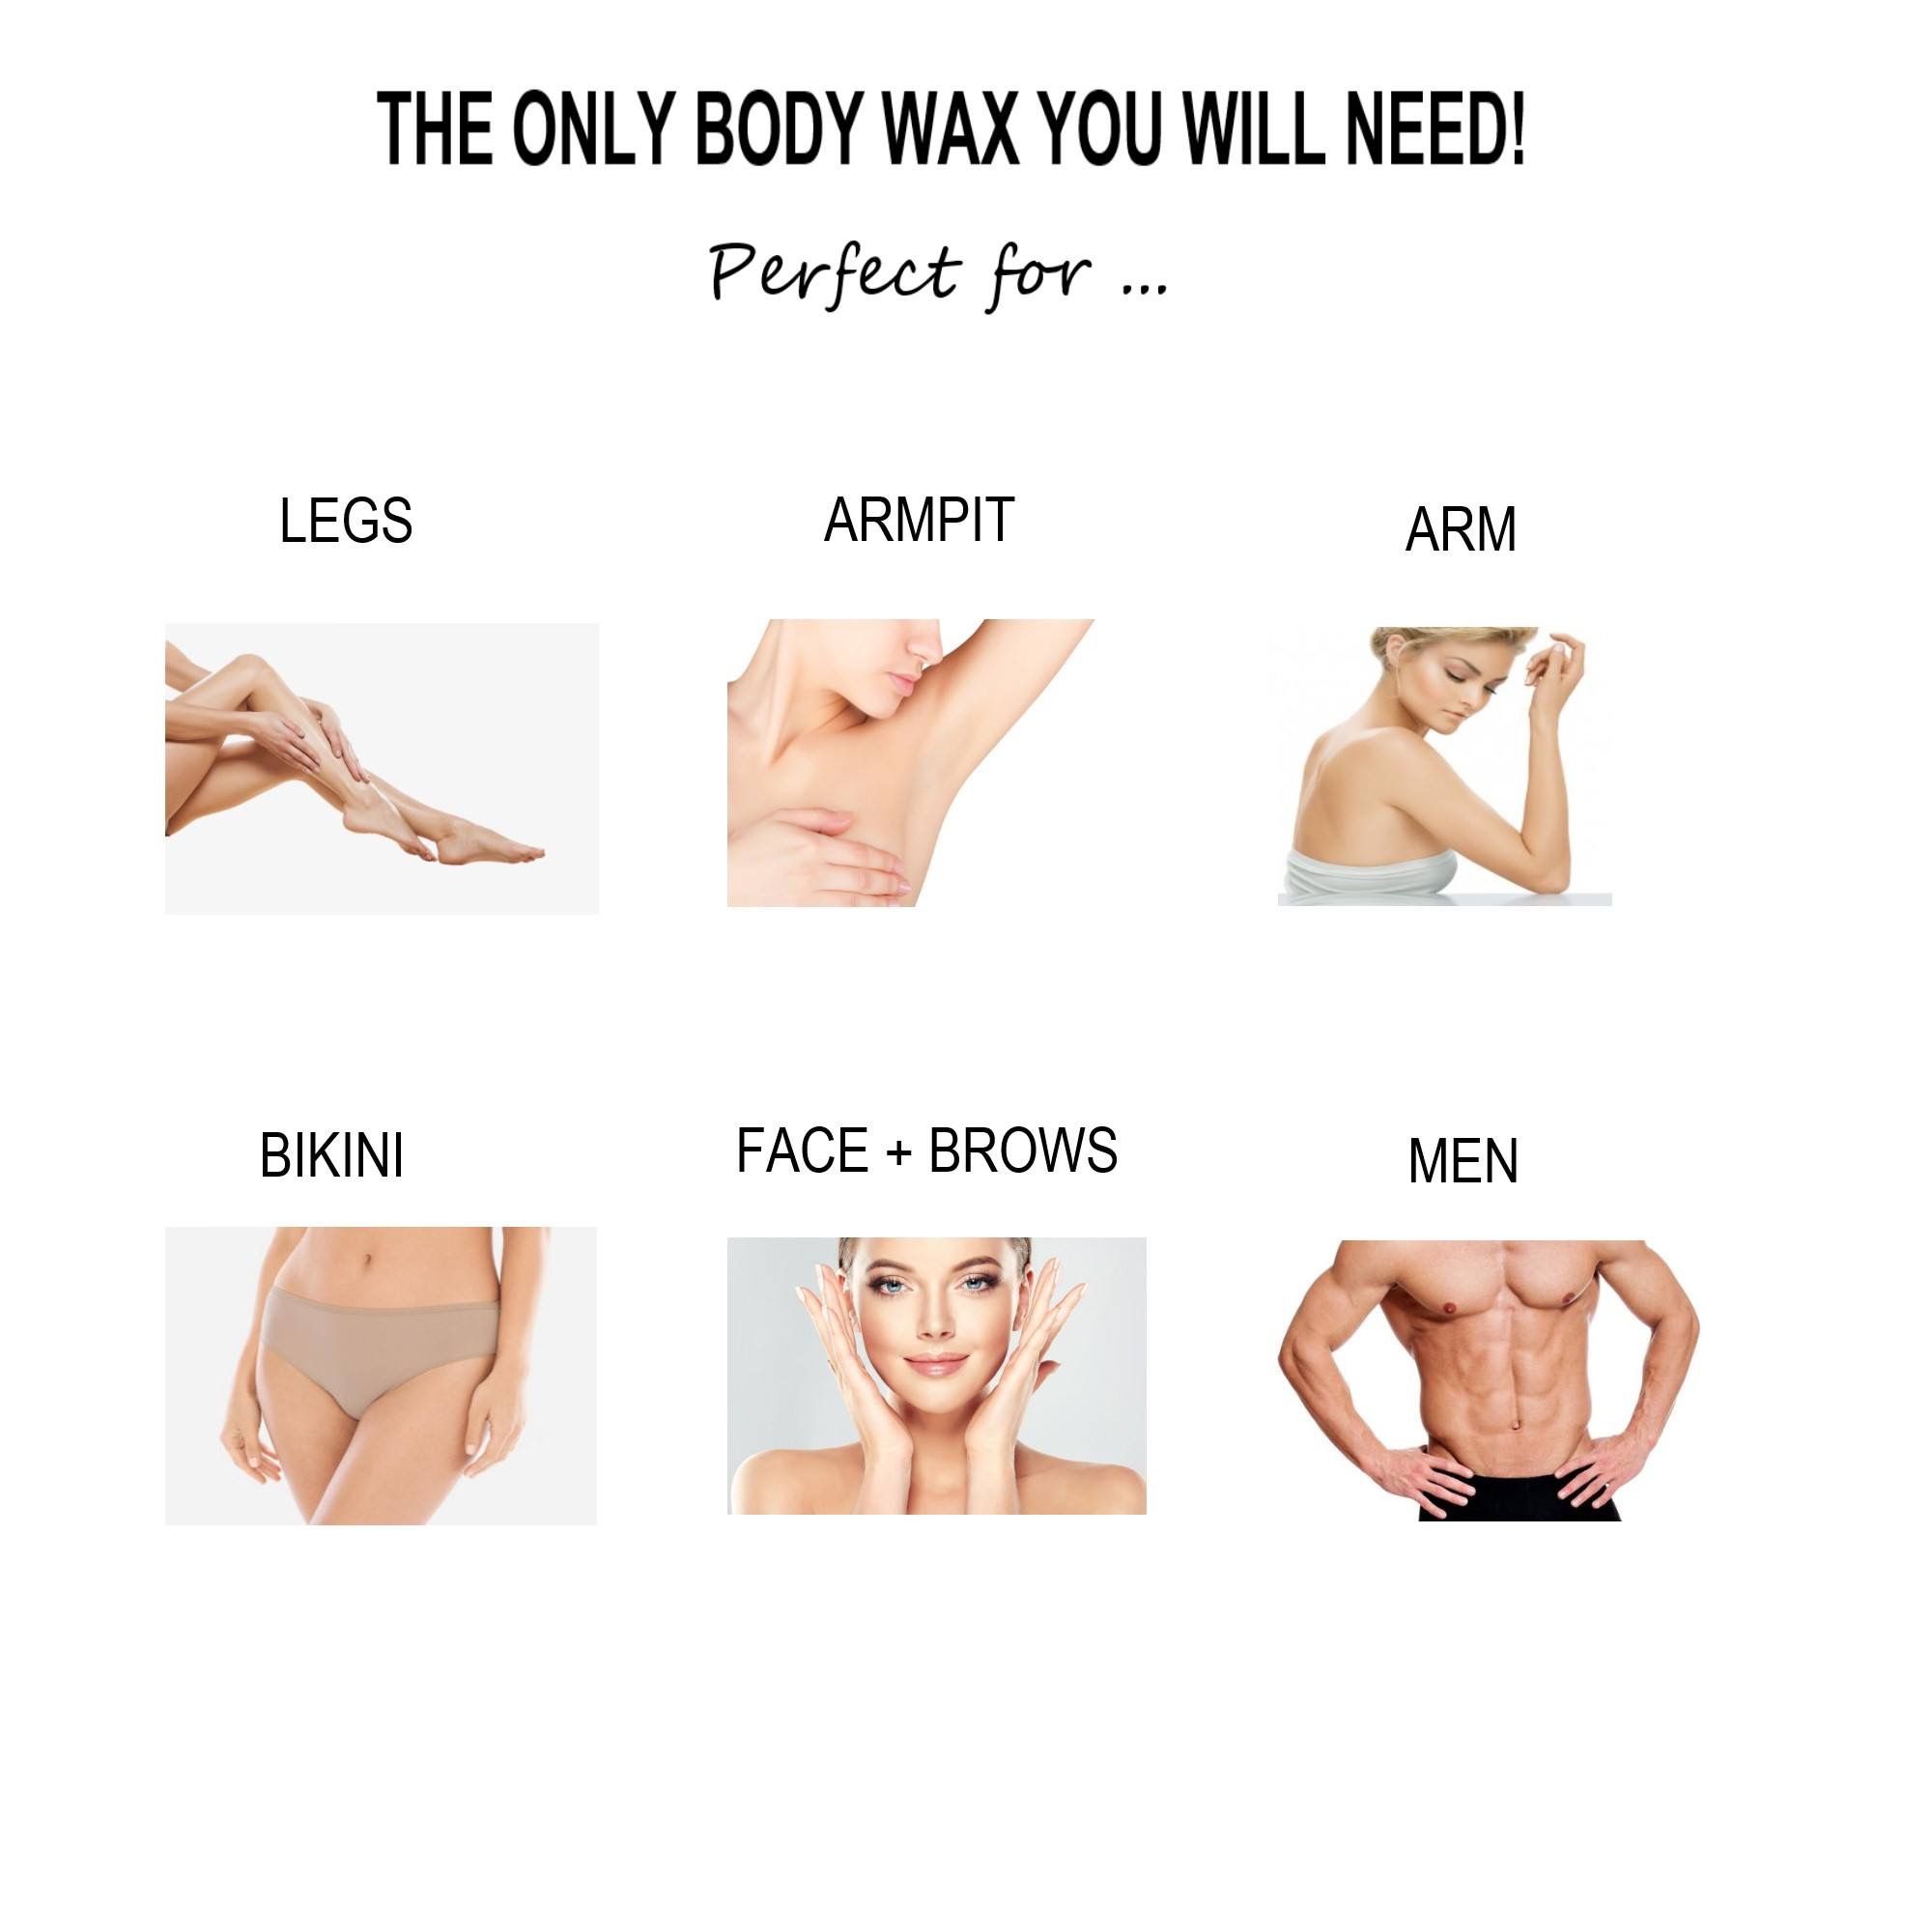 THE ONLY BODY WAX YOU WILL NEED!
Perfect for ...
LEGS
ARMPIT
ARM
BIKINI
FACE + BROWS
MEN